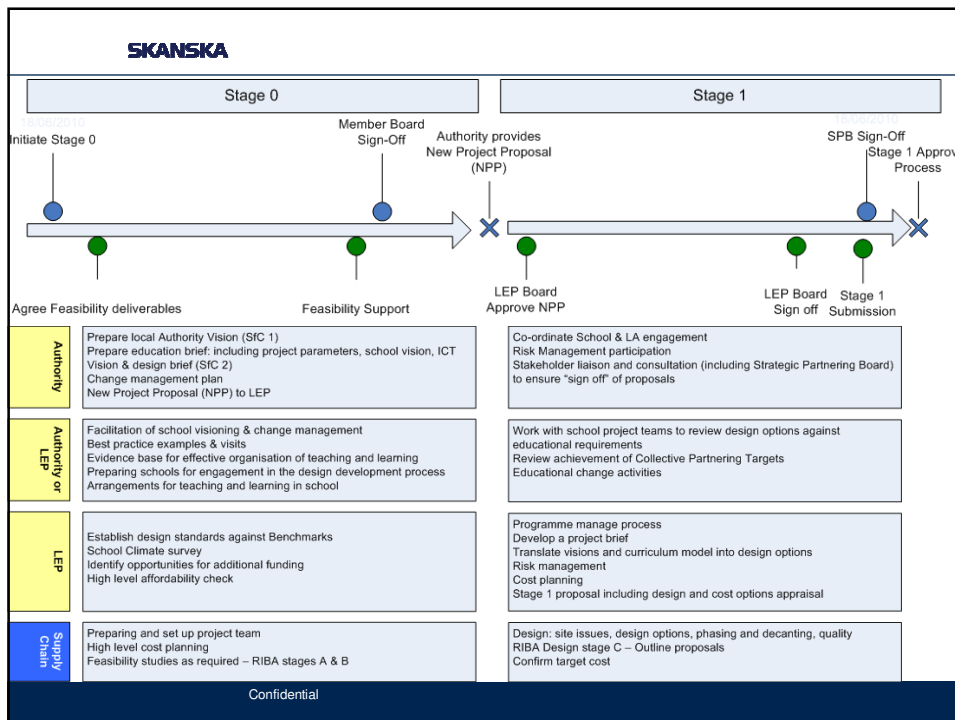 SKANSKA
Stage 0
Stage 1
18/06/2010
18/06/2010
Initiate Stage 0
Member Board
Sign-Off
Authority provides
New Project Proposal
(NPP)
SPB Sign-Off
Stage 1 Approv
Process
Agree Feasibility deliverables
Feasibility Support
LEP Board
Approve NPP
LEP Board
Sign off
Stage 1
Submission
Authority
Prepare local Authority Vision (SfC 1)
Prepare education brief: including project parameters, school vision, ICT
Vision & design brief (SfC 2)
Change management plan
New Project Proposal (NPP) to LEP
Co-ordinate School & LA engagement
Risk Management participation
Stakeholder liaison and consultation (including Strategic Partnering Board)
to ensure “sign off” of proposals
Authority or
LEP
Facilitation of school visioning & change management
Best practice examples & visits
Evidence base for effective organisation of teaching and learning
Preparing schools for engagement in the design development process
Arrangements for teaching and learning in school
Work with school project teams to review design options against
educational requirements
Review achievement of Collective Partnering Targets
Educational change activities
LEP
Establish design standards against Benchmarks
School Climate survey
Identify opportunities for additional funding
High level affordability check
Programme manage process
Develop a project brief
Translate visions and curriculum model into design options
Risk management
Cost planning
Stage 1 proposal including design and cost options appraisal
Supply
Chain
Preparing and set up project team
High level cost planning
Feasibility studies as required – RIBA stages A & B
Design: site issues, design options, phasing and decanting, quality
RIBA Design stage C – Outline proposals
Confirm target cost
Confidential